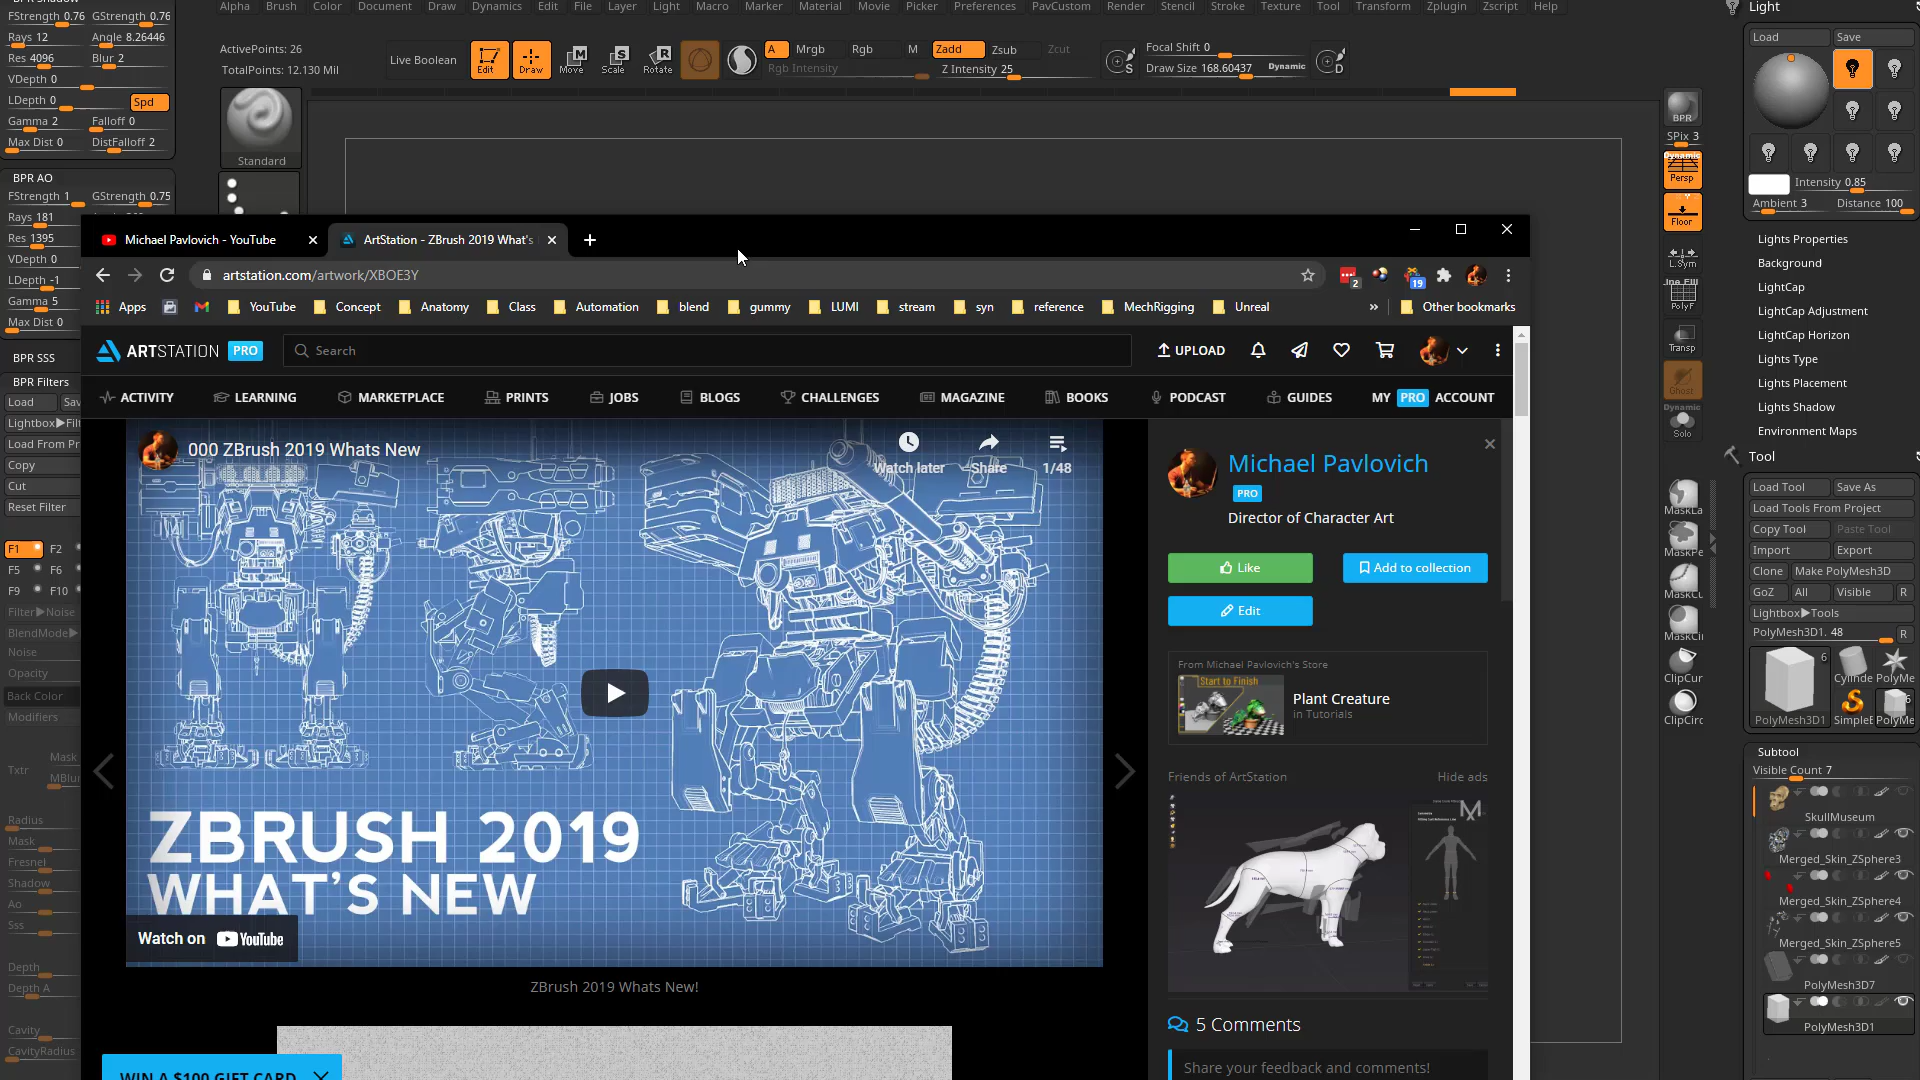 Alpha Brush Color Document Draw Dynamics Edit File Layer Light Macro Marker Material Movie Picker Preferences PavCustom Render Stencil Stroke Texture Tool Transform Zplugin Zscript Help
FStrength 0.76 GStrength 0.76
Rays 12 Angle 8.26446
Res 4096 Blur 2
VDepth 0
LDepth 0 Spd
Gamma 2 Falloff 0
Max Dist 0 DistFalloff 2
BPR AO
FStrength 1 GStrength 0.75
Rays 181
Res 1395
VDepth 0
LDepth -1
Gamma 5
Max Dist 0
BPR SSS
BPR Filters
Load
Lightbox▶Filt
Load From Pr
Copy
Cut
Reset Filter
F1 F2
F5 F6
F9 F10
Filter▶Noise
BlendMode▶
Noise
Opacity
Back Color
Modifiers
Mask
Txtr
MBlur
Radius
Mask
Fresnel
Shadow
Ao
Sss
Depth
Depth A
Cavity
CavityRadius
ActivePoints: 26
TotalPoints: 12.130 Mil
Live Boolean
Edit Draw Move Scale Rotate
A Mrgb Rgb M Zadd Zsub Zcut
Rgb Intensity Z Intensity 25
Focal Shift 0
Draw Size 168.60437 Dynamic
S D
Standard
Michael Pavlovich - YouTube
ArtStation - ZBrush 2019 What's
artstation.com/artwork/XBOE3Y
2 19
Apps YouTube Concept Anatomy Class Automation blend gummy LUMI stream syn reference MechRigging Unreal » Other bookmarks
ARTSTATION PRO Search UPLOAD
ACTIVITY LEARNING MARKETPLACE PRINTS JOBS BLOGS CHALLENGES MAGAZINE BOOKS PODCAST GUIDES MY PRO ACCOUNT
000 ZBrush 2019 Whats New
Watch later Share 1/48
ZBRUSH 2019
WHAT'S NEW
Watch on YouTube
ZBrush 2019 Whats New!
WIN A $100 GIFT CARD
Michael Pavlovich
PRO
Director of Character Art
Like Add to collection
Edit
From Michael Pavlovich's Store
Start to Finish
Plant Creature
in Tutorials
Friends of ArtStation Hide ads
5 Comments
Share your feedback and comments!
BPR
SPix 3
Dynamic
Persp
Floor
L.Sym
Line Fill
PolyF
Transp
Ghost
Dynamic
Solo
MaskLa
MaskPe
MaskCu
MaskCir
ClipCur
ClipCirc
Light
Load Save
Intensity 0.85
Ambient 3 Distance 100
Lights Properties
Background
LightCap
LightCap Adjustment
LightCap Horizon
Lights Type
Lights Placement
Lights Shadow
Environment Maps
Tool
Load Tool Save As
Load Tools From Project
Copy Tool Paste Tool
Import Export
Clone Make PolyMesh3D
GoZ All Visible R
Lightbox▶Tools
PolyMesh3D1. 48 R
6
Cylinde PolyMe
6
PolyMesh3D1 SimpleB PolyMe
Subtool
Visible Count 7
SkullMuseum
Merged_Skin_ZSphere3
Merged_Skin_ZSphere4
Merged_Skin_ZSphere5
PolyMesh3D7
PolyMesh3D1